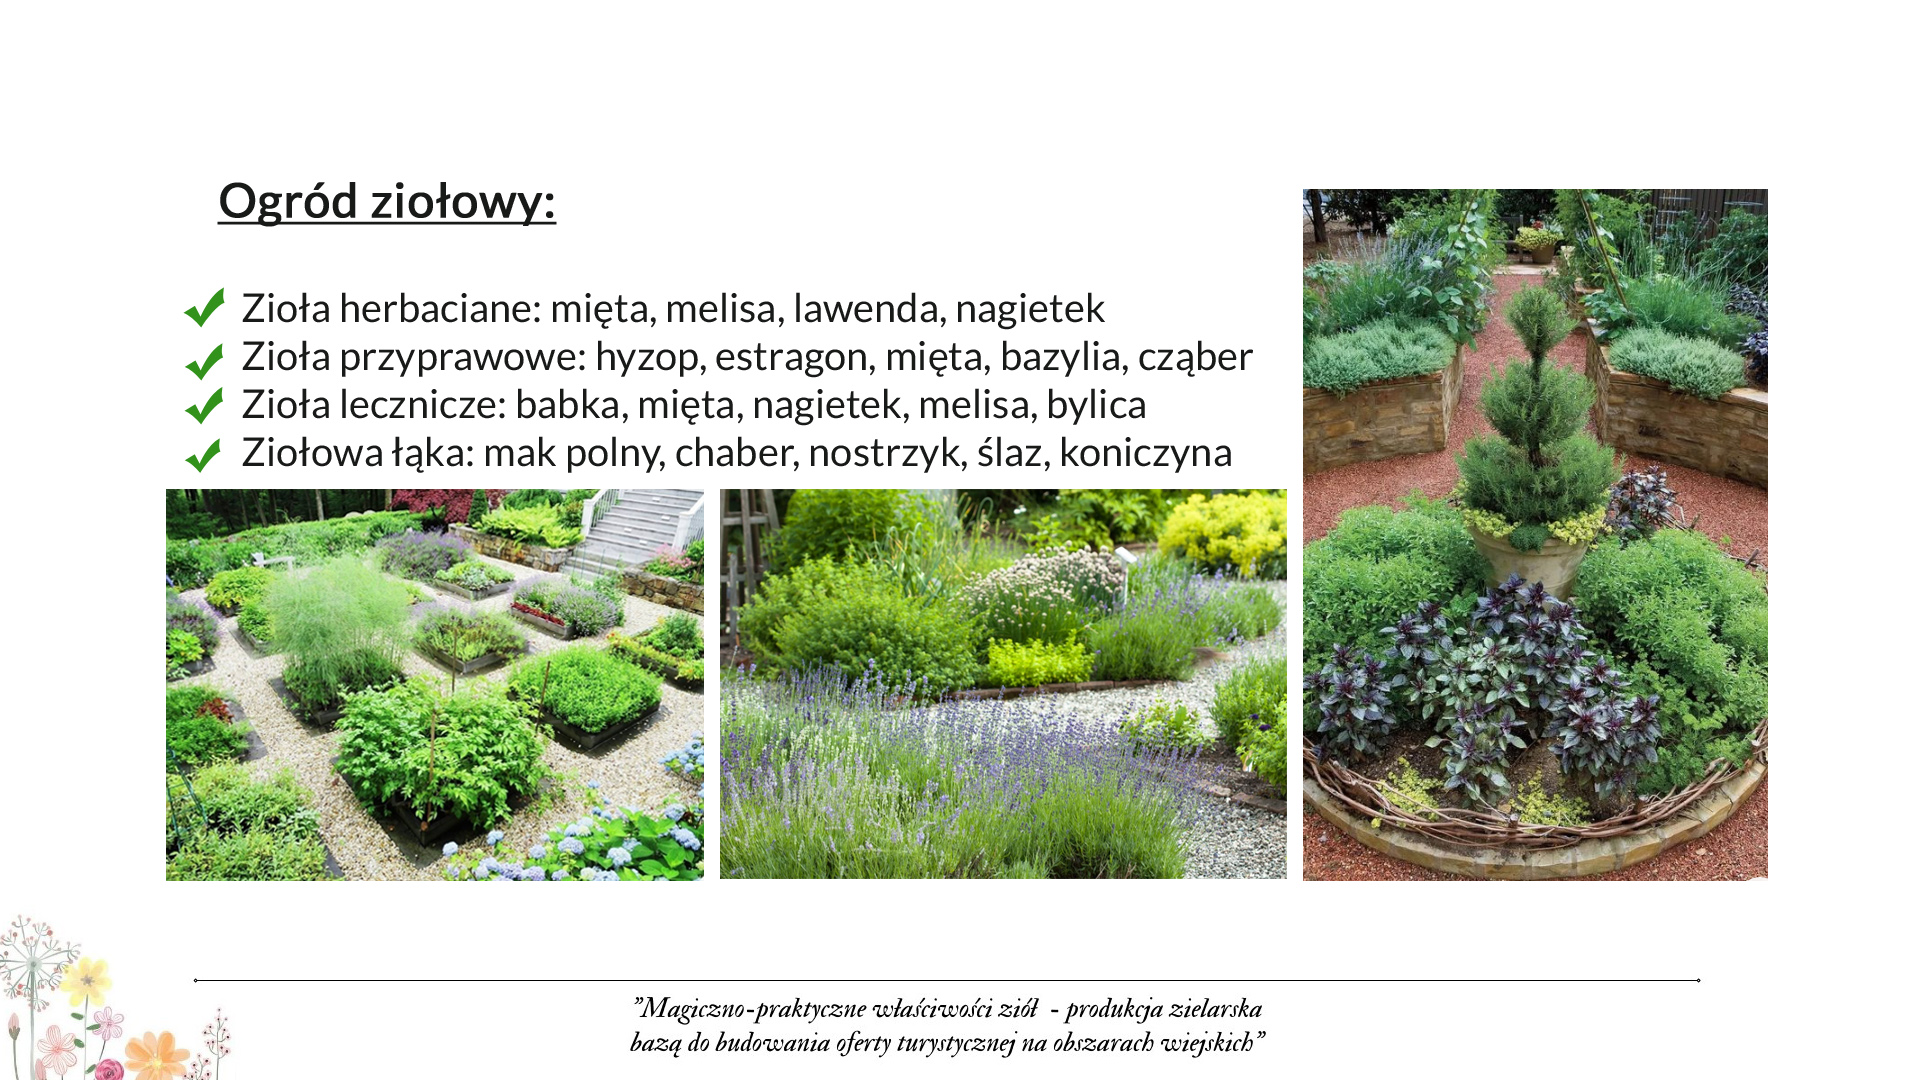 Ogród ziołowy:
Zioła herbaciane: mięta, melisa, lawenda, nagietek
Zioła przyprawowe: hyzop, estragon, mięta, bazylia, cząber
Zioła lecznicze: babka, mięta, nagietek, melisa, bylica
Ziołowa łąka: mak polny, chaber, nostrzyk, ślaz, koniczyna
”Magiczno-praktyczne właściwości ziół - produkcja zielarska
bazą do budowania oferty turystycznej na obszarach wiejskich”